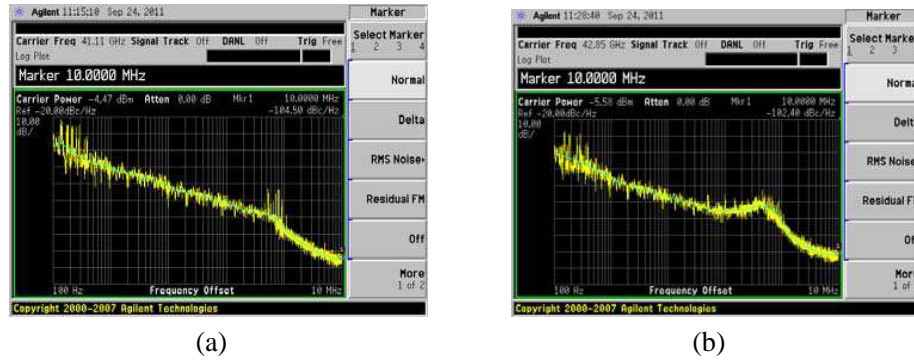 Agilent 11:15:10 Sep 24, 2011
Marker
Carrier Freq 41.11 GHz Signal Track Off DANL Off Trig Free
Log Plot
Marker 10.0000 MHz
Carrier Power -4.47 dBm Atten 0.00 dB Mkr1 10.0000 MHz
Ref -20.00dBc/Hz -104.50 dBc/Hz
10.00
dB/
100 Hz Frequency Offset 10 MHz
Select Marker
1 2 3 4
Normal
Delta
RMS Noise
Residual FM
Off
More
1 of 2
Copyright 2000-2007 Agilent Technologies
(a)
Agilent 11:28:40 Sep 24, 2011
Marker
Carrier Freq 42.85 GHz Signal Track Off DANL Off Trig Free
Log Plot
Marker 10.0000 MHz
Carrier Power -5.58 dBm Atten 0.00 dB Mkr1 10.0000 MHz
Ref -20.00dBc/Hz -102.40 dBc/Hz
10.00
dB/
100 Hz Frequency Offset 10 MHz
Select Marke
1 2 3
Norma
Delt
RMS Noise
Residual F
Of
Mor
1 of
Copyright 2000-2007 Agilent Technologies
(b)